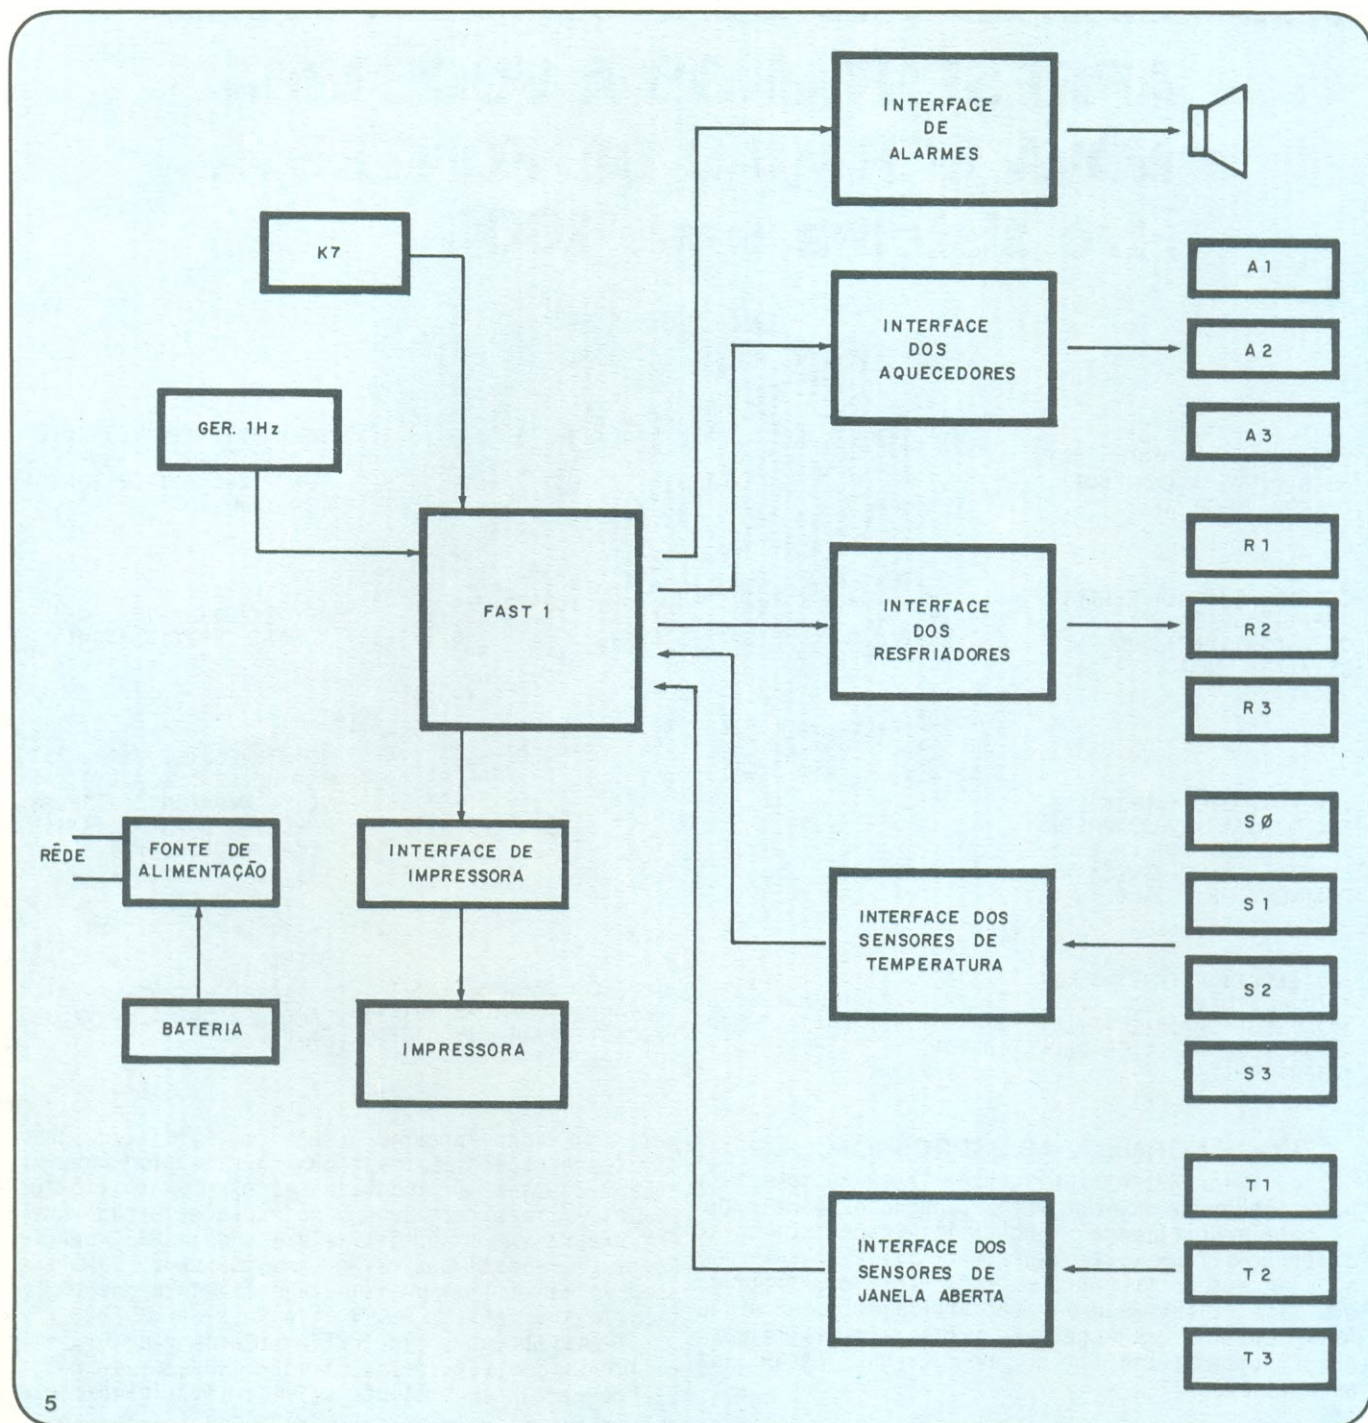 INTERFACE
DE
ALARMES
K7
A1
INTERFACE
DOS
AQUECEDORES
A2
GER. 1Hz
A3
R1
FAST 1
INTERFACE
DOS
RESFRIADORES
R2
R3
SØ
RÊDE
FONTE DE
ALIMENTAÇÃO
INTERFACE DE
IMPRESSORA
S1
INTERFACE DOS
SENSORES DE
TEMPERATURA
S2
BATERIA
IMPRESSORA
S3
T1
INTERFACE DOS
SENSORES DE
JANELA ABERTA
T2
T3
5